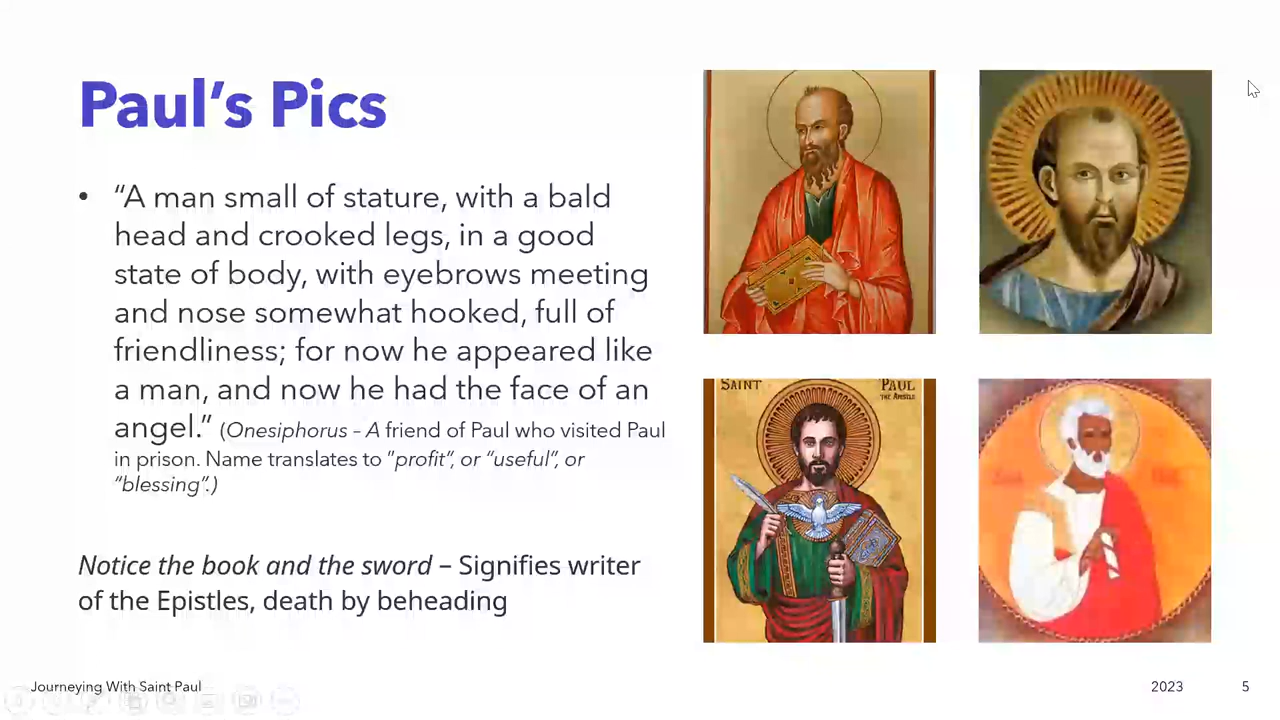 Paul’s Pics
• “A man small of stature, with a bald
head and crooked legs, in a good
state of body, with eyebrows meeting
and nose somewhat hooked, full of
friendliness; for now he appeared like
a man, and now he had the face of an
angel.” (Onesiphorus – A friend of Paul who visited Paul
in prison. Name translates to "profit”, or “useful”, or
“blessing”.)
Notice the book and the sword – Signifies writer
of the Epistles, death by beheading
SAINT PAUL
THE APOSTLE
Journeying With Saint Paul
2023 5